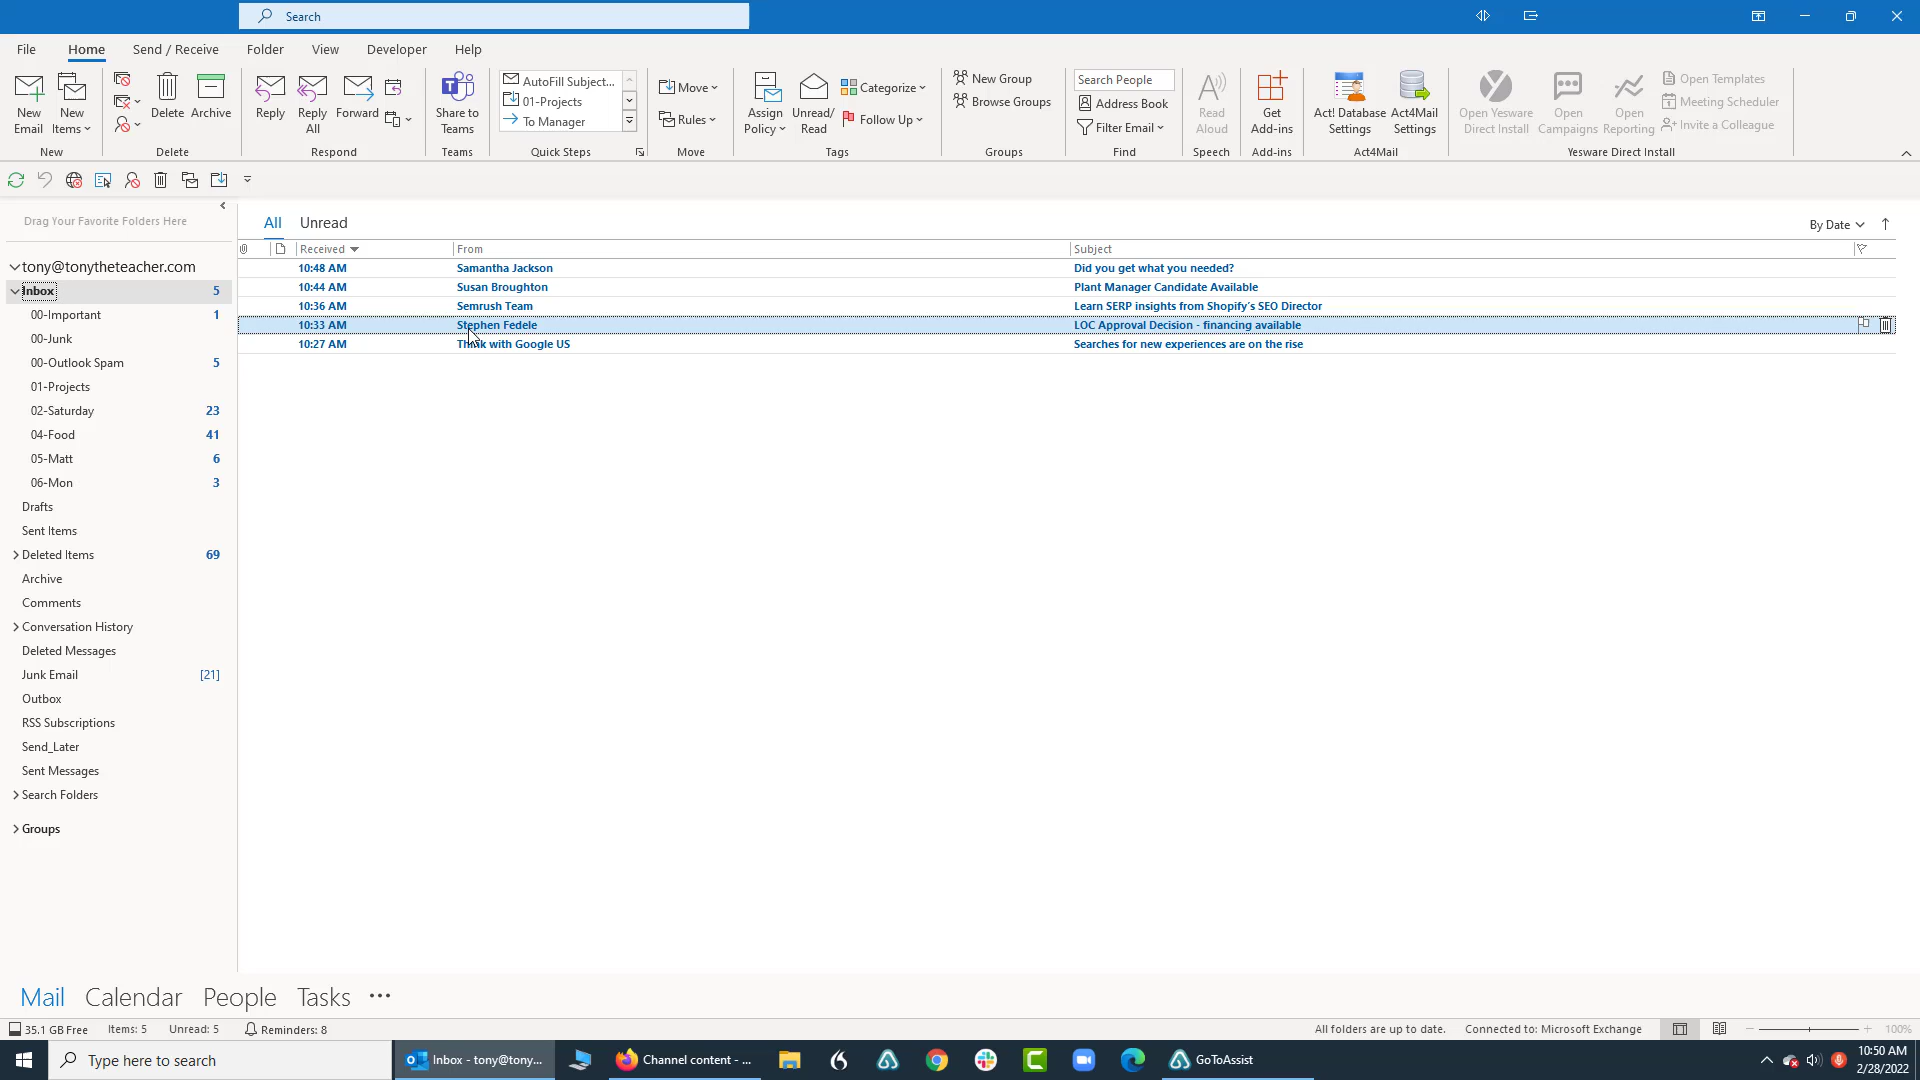 Search
File Home Send / Receive Folder View Developer Help
New Email
New Items
Delete
Archive
Reply
Reply All
Forward
Share to Teams
AutoFill Subject...
01-Projects
To Manager
Move
Rules
Assign Policy
Unread/ Read
Categorize
Follow Up
New Group
Browse Groups
Search People
Address Book
Filter Email
Read Aloud
Get Add-ins
Act! Database Settings
Act4Mail Settings
Open Yesware Direct Install
Open Campaigns
Open Reporting
Open Templates
Meeting Scheduler
Invite a Colleague
New Delete Respond Teams Quick Steps Move Tags Groups Find Speech Add-ins Act4Mail Yesware Direct Install
Drag Your Favorite Folders Here
tony@tonytheteacher.com
Inbox 5
00-Important 1
00-Junk
00-Outlook Spam 5
01-Projects
02-Saturday 23
04-Food 41
05-Matt 6
06-Mon 3
Drafts
Sent Items
Deleted Items 69
Archive
Comments
Conversation History
Deleted Messages
Junk Email [21]
Outbox
RSS Subscriptions
Send_Later
Sent Messages
Search Folders
Groups
All Unread By Date
Received From Subject
10:48 AM Samantha Jackson Did you get what you needed?
10:44 AM Susan Broughton Plant Manager Candidate Available
10:36 AM Semrush Team Learn SERP insights from Shopify's SEO Director
10:33 AM Stephen Fedele LOC Approval Decision - financing available
10:27 AM Think with Google US Searches for new experiences are on the rise
Mail Calendar People Tasks ···
35.1 GB Free Items: 5 Unread: 5 Reminders: 8 All folders are up to date. Connected to: Microsoft Exchange 100%
Type here to search Inbox - tony@tony... Channel content - ... GoToAssist
10:50 AM
2/28/2022